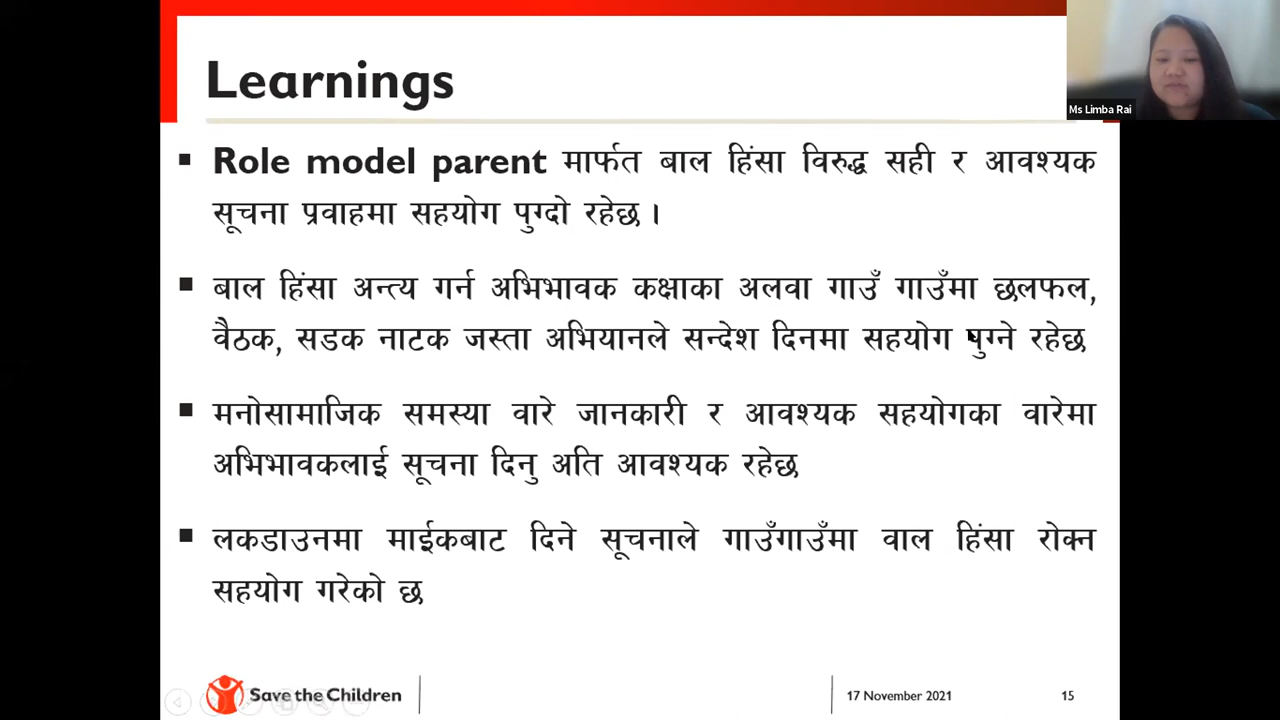 Learnings
Ms Limba Rai
▪ Role model parent मार्फत बाल हिंसा विरुद्ध सही र आवश्यक
सूचना प्रवाहमा सहयोग पुग्दो रहेछ ।
▪ बाल हिंसा अन्त्य गर्न अभिभावक कक्षाका अलवा गाउँ गाउँमा छलफल,
वैठक, सडक नाटक जस्ता अभियानले सन्देश दिनमा सहयोग पुग्ने रहेछ
▪ मनोसामाजिक समस्या वारे जानकारी र आवश्यक सहयोगका वारेमा
अभिभावकलाई सूचना दिनु अति आवश्यक रहेछ
▪ लकडाउनमा माईकबाट दिने सूचनाले गाउँगाउँमा वाल हिंसा रोक्न
सहयोग गरेको छ
Save the Children
17 November 2021
15